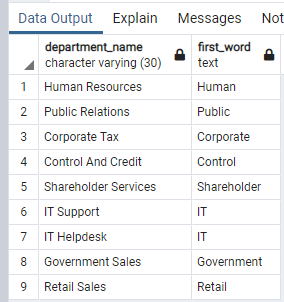 Data Output Explain Messages Not
department_name first_word
character varying (30) text
1 Human Resources Human
2 Public Relations Public
3 Corporate Tax Corporate
4 Control And Credit Control
5 Shareholder Services Shareholder
6 IT Support IT
7 IT Helpdesk IT
8 Government Sales Government
9 Retail Sales Retail